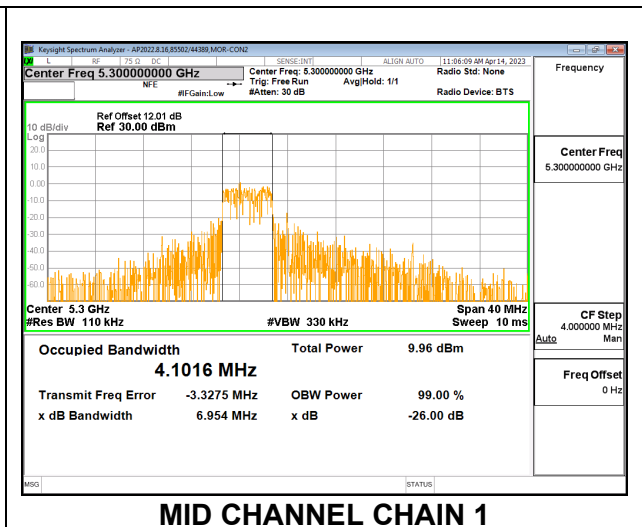 Keysight Spectrum Analyzer - AP2022.8.16,85502/44389,MOR-CON2
L RF 75 Ω DC SENSE:INT ALIGN AUTO 11:06:09 AM Apr 14, 2023
Center Freq 5.300000000 GHz Center Freq: 5.300000000 GHz Radio Std: None Frequency
NFE Trig: Free Run Avg|Hold: 1/1
#IFGain:Low #Atten: 30 dB Radio Device: BTS
Ref Offset 12.01 dB
10 dB/div Ref 30.00 dBm
Log
20.0
10.0
0.00
-10.0
-20.0
-30.0
-40.0
-50.0
-60.0
Center Freq
5.300000000 GHz
Center 5.3 GHz Span 40 MHz
#Res BW 110 kHz #VBW 330 kHz Sweep 10 ms
CF Step
4.000000 MHz
Auto Man
Occupied Bandwidth Total Power 9.96 dBm
4.1016 MHz
Freq Offset
0 Hz
Transmit Freq Error -3.3275 MHz OBW Power 99.00 %
x dB Bandwidth 6.954 MHz x dB -26.00 dB
MSG STATUS
MID CHANNEL CHAIN 1